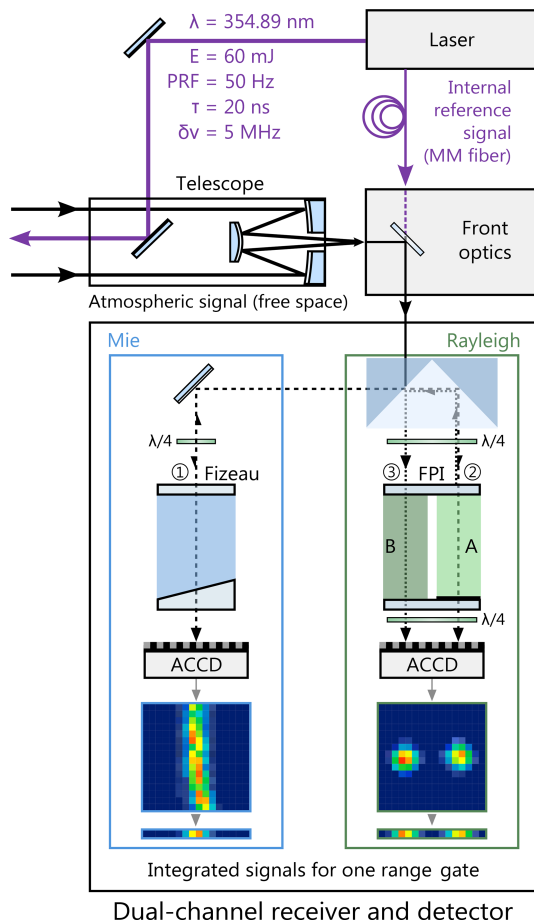 λ = 354.89 nm
E = 60 mJ
PRF = 50 Hz
τ = 20 ns
δν = 5 MHz
Laser
Internal
reference
signal
(MM fiber)
Telescope
Front
optics
Atmospheric signal (free space)
Mie
Rayleigh
λ/4
λ/4
① Fizeau
③ FPI ②
B
A
λ/4
ACCD
ACCD
Integrated signals for one range gate
Dual-channel receiver and detector